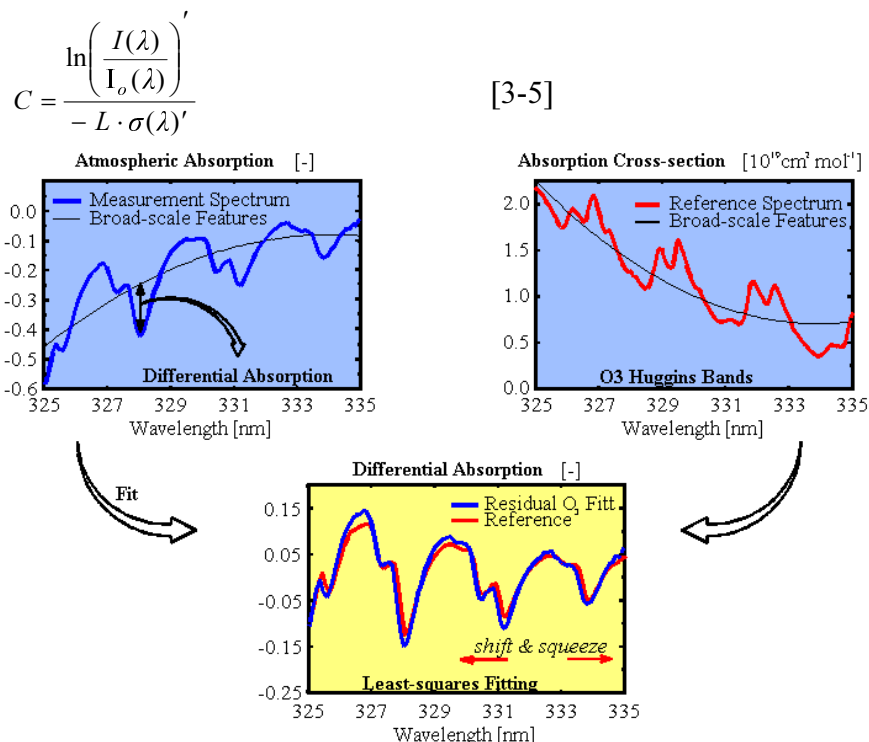 C = ln(I(λ)/I₀(λ))′ / (− L · σ(λ)′)
[3-5]
Atmospheric Absorption [-]
Measurement Spectrum
Broad-scale Features
0.0
-0.1
-0.2
-0.3
-0.4
-0.5
-0.6
Differential Absorption
325 327 329 331 333 335
Wavelength [nm]
Absorption Cross-section [10¹⁹cm² mol⁻¹]
Reference Spectrum
Broad-scale Features
2.0
1.5
1.0
0.5
0.0
O3 Huggins Bands
325 327 329 331 333 335
Wavelength [nm]
Fit
Differential Absorption [-]
Residual O₃ Fitt
Reference
0.15
0.05
-0.05
-0.15
-0.25
shift & squeeze
Least-squares Fitting
325 327 329 331 333 335
Wavelength [nm]